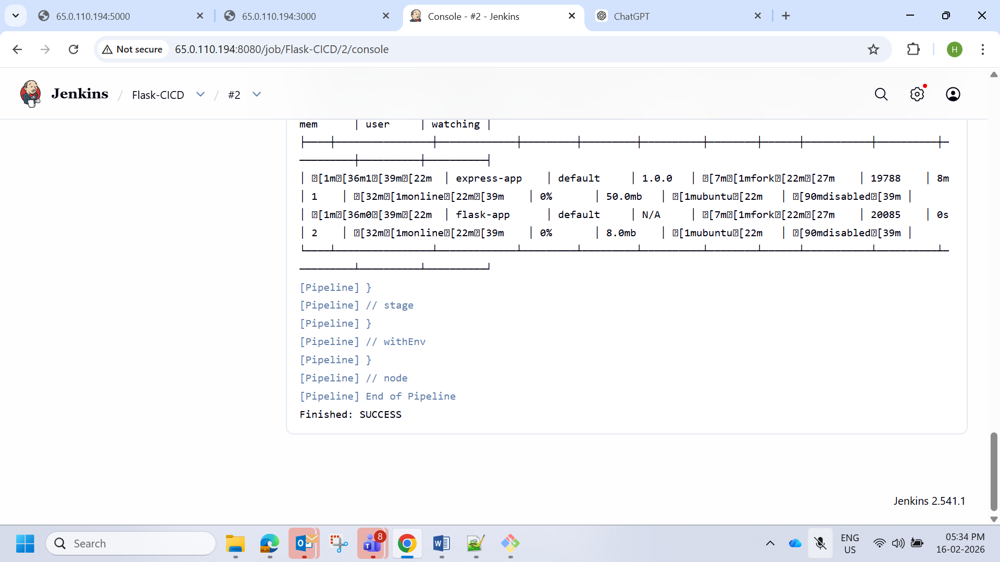 65.0.110.194:5000
65.0.110.194:3000
Console - #2 - Jenkins
ChatGPT
Not secure
65.0.110.194:8080/job/Flask-CICD/2/console
H
Jenkins / Flask-CICD / #2
mem │ user │ watching │
│ [1m[36m1[39m[22m │ express-app │ default │ 1.0.0 │ [7m[1mfork[22m[27m │ 19788 │ 8m
│ 1 │ [32m[1monline[22m[39m │ 0% │ 50.0mb │ [1mubuntu[22m │ [90mdisabled[39m │
│ [1m[36m0[39m[22m │ flask-app │ default │ N/A │ [7m[1mfork[22m[27m │ 20085 │ 0s
│ 2 │ [32m[1monline[22m[39m │ 0% │ 8.0mb │ [1mubuntu[22m │ [90mdisabled[39m │
[Pipeline] }
[Pipeline] // stage
[Pipeline] }
[Pipeline] // withEnv
[Pipeline] }
[Pipeline] // node
[Pipeline] End of Pipeline
Finished: SUCCESS
Jenkins 2.541.1
Search
8
ENG
US
05:34 PM
16-02-2026